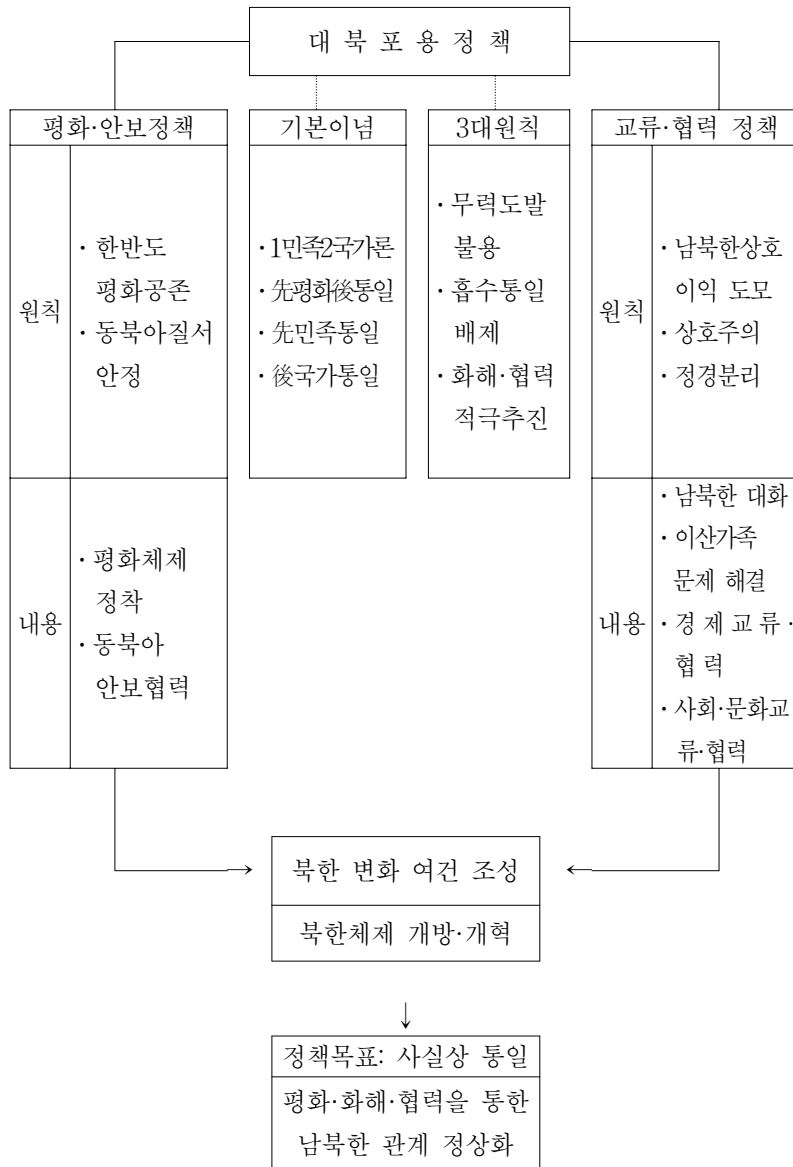 대 북 포 용 정 책
평화·안보정책
원칙
· 한반도
평화공존
· 동북아질서
안정
내용
· 평화체제
정착
· 동북아
안보협력
기본이념
· 1민족2국가론
· 先평화後통일
· 先민족통일
· 後국가통일
3대원칙
· 무력도발
불용
· 흡수통일
배제
· 화해·협력
적극추진
교류·협력 정책
원칙
· 남북한상호
이익 도모
· 상호주의
· 정경분리
내용
· 남북한 대화
· 이산가족
문제 해결
· 경 제 교 류 ·
협 력
· 사회·문화교
류·협력
북한 변화 여건 조성
북한체제 개방·개혁
정책목표: 사실상 통일
평화·화해·협력을 통한
남북한 관계 정상화